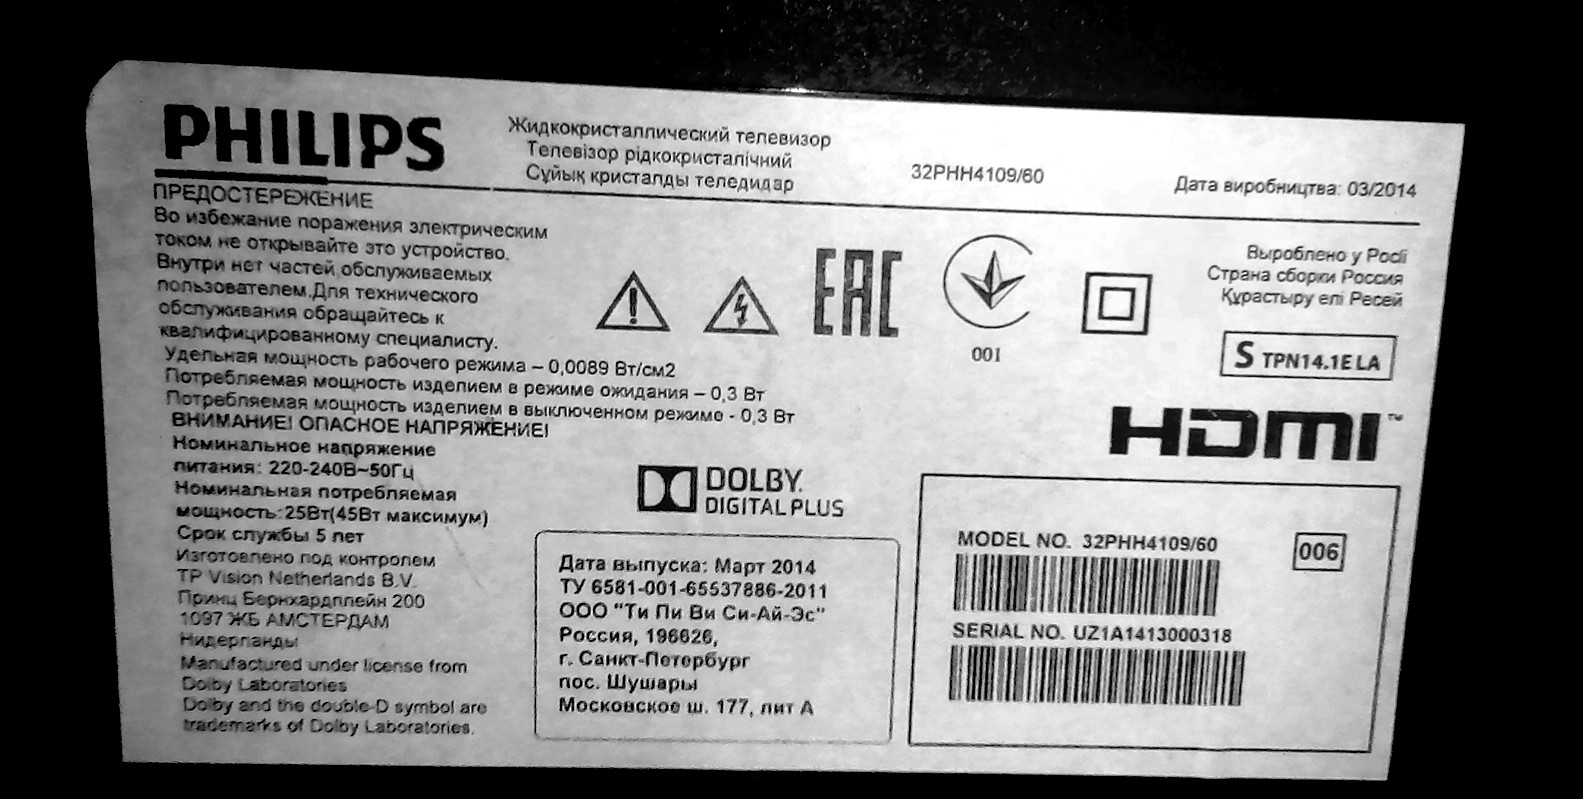 PHILIPS
Жидкокристаллический телевизор
Телевізор рідкокристалічний
Сұйық кристалды теледидар
32PHH4109/60
Дата виробництва: 03/2014
ПРЕДОСТЕРЕЖЕНИЕ
Во избежание поражения электрическим
током не открывайте это устройство.
Внутри нет частей,обслуживаемых
пользователем.Для технического
обслуживания обращайтесь к
квалифицированному специалисту.
Удельная мощность рабочего режима – 0,0089 Вт/см2
Потребляемая мощность изделием в режиме ожидания – 0,3 Вт
Потребляемая мощность изделием в выключенном режиме - 0,3 Вт
ВНИМАНИЕ! ОПАСНОЕ НАПРЯЖЕНИЕ!
Номинальное напряжение
питания: 220-240В~50Гц
Номинальная потребляемая
мощность:25Вт(45Вт максимум)
Срок службы 5 лет
Изготовлено под контролем
TP Vision Netherlands B.V.
Принц Бернхардплейн 200
1097 ЖБ АМСТЕРДАМ
Нидерланды
Manufactured under license from
Dolby Laboratories
Dolby and the double-D symbol are
trademarks of Dolby Laboratories.
EAC
001
Вырoблено у Росії
Страна сборки Россия
Құрастыру елі Ресей
S TPN14.1E LA
HDMI™
DOLBY.
DIGITAL PLUS
Дата выпуска: Март 2014
ТУ 6581-001-65537886-2011
ООО "Ти Пи Ви Си-Ай-Эс"
Россия, 196626,
г. Санкт-Петербург
пос. Шушары
Московское ш. 177, лит А
MODEL NO. 32PHH4109/60
006
SERIAL NO. UZ1A1413000318